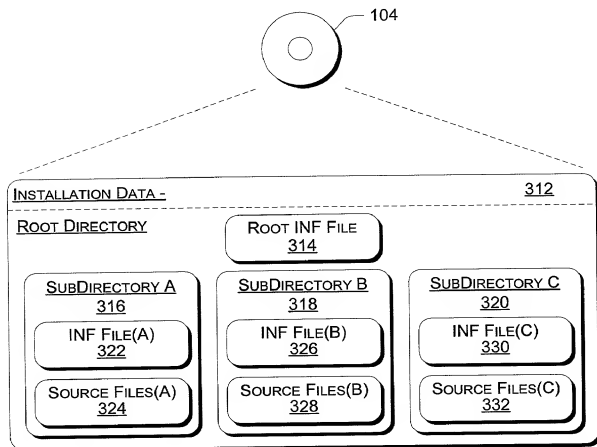 104
INSTALLATION DATA - 312
ROOT DIRECTORY
ROOT INF FILE
314
SUBDIRECTORY A
316
INF FILE(A)
322
SOURCE FILES(A)
324
SUBDIRECTORY B
318
INF FILE(B)
326
SOURCE FILES(B)
328
SUBDIRECTORY C
320
INF FILE(C)
330
SOURCE FILES(C)
332